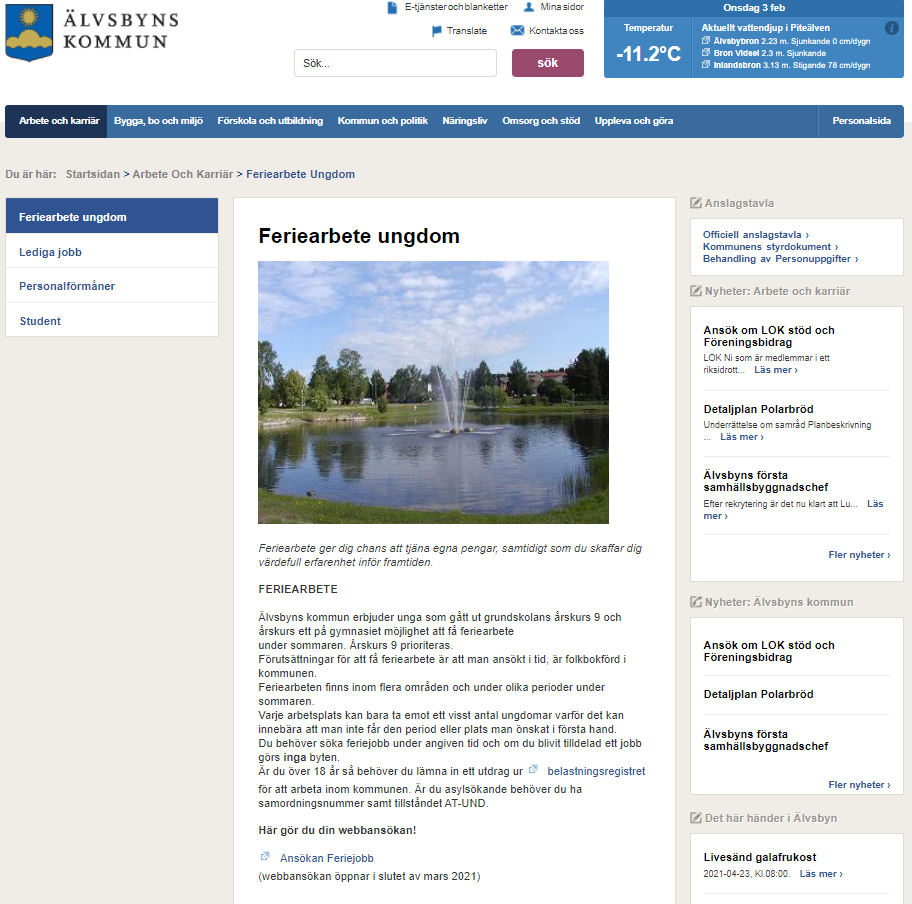 ÄLVSBYNS
KOMMUN
E-tjänster och blanketter
Mina sidor
Translate
Kontakta oss
Sök...
sök
Onsdag 3 feb
Temperatur
-11.2°C
Aktuellt vattendjup i Piteälven
Älvsbybron 2.23 m. Sjunkande 0 cm/dygn
Bron Vidsel 2.3 m. Sjunkande
Inlandsbron 3.13 m. Stigande 78 cm/dygn
Arbete och karriär
Bygga, bo och miljö
Förskola och utbildning
Kommun och politik
Näringsliv
Omsorg och stöd
Uppleva och göra
Personalsida
Du är här: Startsidan > Arbete Och Karriär > Feriearbete Ungdom
Feriearbete ungdom
Lediga jobb
Personalförmåner
Student
Feriearbete ungdom
Feriearbete ger dig chans att tjäna egna pengar, samtidigt som du skaffar dig
värdefull erfarenhet inför framtiden.
FERIEARBETE
Älvsbyns kommun erbjuder unga som gått ut grundskolans årskurs 9 och
årskurs ett på gymnasiet möjlighet att få feriearbete
under sommaren. Årskurs 9 prioriteras.
Förutsättningar för att få feriearbete är att man ansökt i tid, är folkbokförd i
kommunen.
Feriearbeten finns inom flera områden och under olika perioder under
sommaren.
Varje arbetsplats kan bara ta emot ett visst antal ungdomar varför det kan
innebära att man inte får den period eller plats man önskat i första hand.
Du behöver söka feriejobb under angiven tid och om du blivit tilldelad ett jobb
görs inga byten.
Är du över 18 år så behöver du lämna in ett utdrag ur belastningsregistret
för att arbeta inom kommunen. Är du asylsökande behöver du ha
samordningsnummer samt tillståndet AT-UND.
Här gör du din webbansökan!
Ansökan Feriejobb
(webbansökan öppnar i slutet av mars 2021)
Anslagstavla
Officiell anslagstavla ›
Kommunens styrdokument ›
Behandling av Personuppgifter ›
Nyheter: Arbete och karriär
Ansök om LOK stöd och
Föreningsbidrag
LOK Ni som är medlemmar i ett
riksidrott... Läs mer ›
Detaljplan Polarbröd
Underrättelse om samråd Planbeskrivning
... Läs mer ›
Älvsbyns första
samhällsbyggnadschef
Efter rekrytering är det nu klart att Lu... Läs
mer ›
Fler nyheter ›
Nyheter: Älvsbyns kommun
Ansök om LOK stöd och
Föreningsbidrag
Detaljplan Polarbröd
Älvsbyns första
samhällsbyggnadschef
Fler nyheter ›
Det här händer i Älvsbyn
Livesänd galafrukost
2021-04-23, Kl.08:00. Läs mer ›